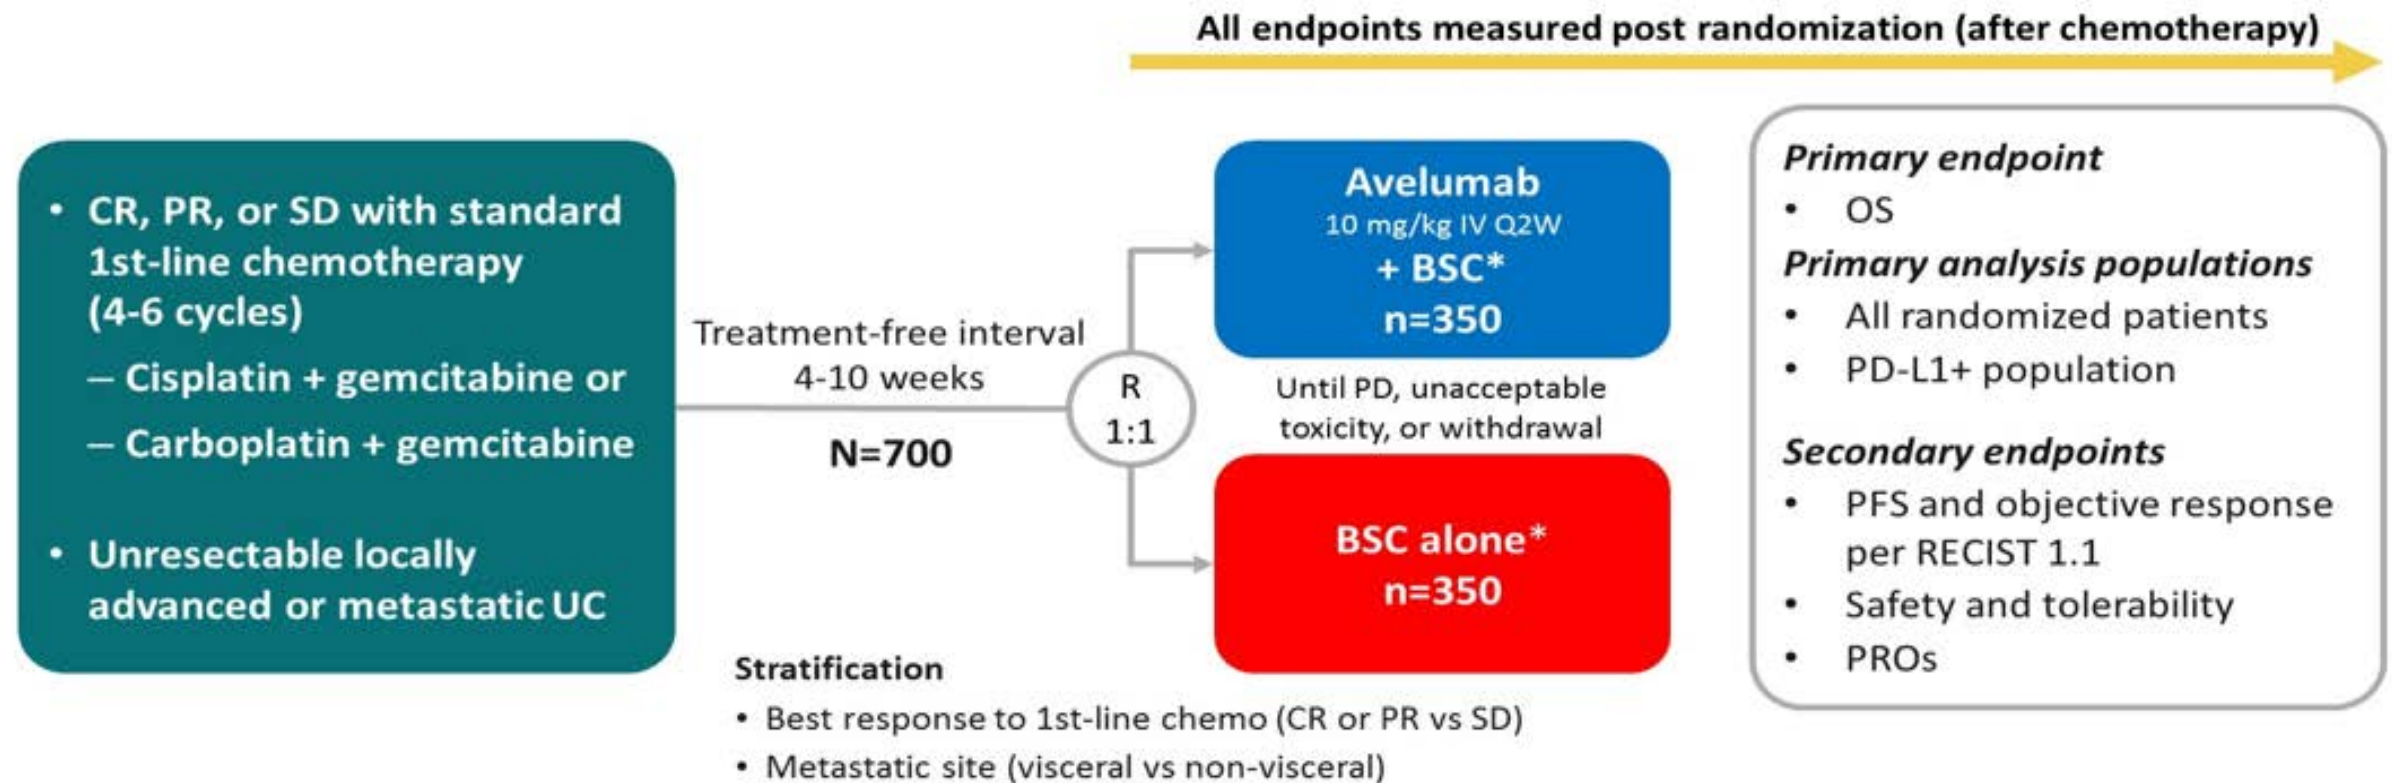 All endpoints measured post randomization (after chemotherapy)
• CR, PR, or SD with standard
1st-line chemotherapy
(4-6 cycles)
– Cisplatin + gemcitabine or
– Carboplatin + gemcitabine
• Unresectable locally
advanced or metastatic UC
Treatment-free interval
4-10 weeks
N=700
R
1:1
Avelumab
10 mg/kg IV Q2W
+ BSC*
n=350
Until PD, unacceptable
toxicity, or withdrawal
BSC alone*
n=350
Stratification
• Best response to 1st-line chemo (CR or PR vs SD)
• Metastatic site (visceral vs non-visceral)
Primary endpoint
• OS
Primary analysis populations
• All randomized patients
• PD-L1+ population
Secondary endpoints
• PFS and objective response
per RECIST 1.1
• Safety and tolerability
• PROs